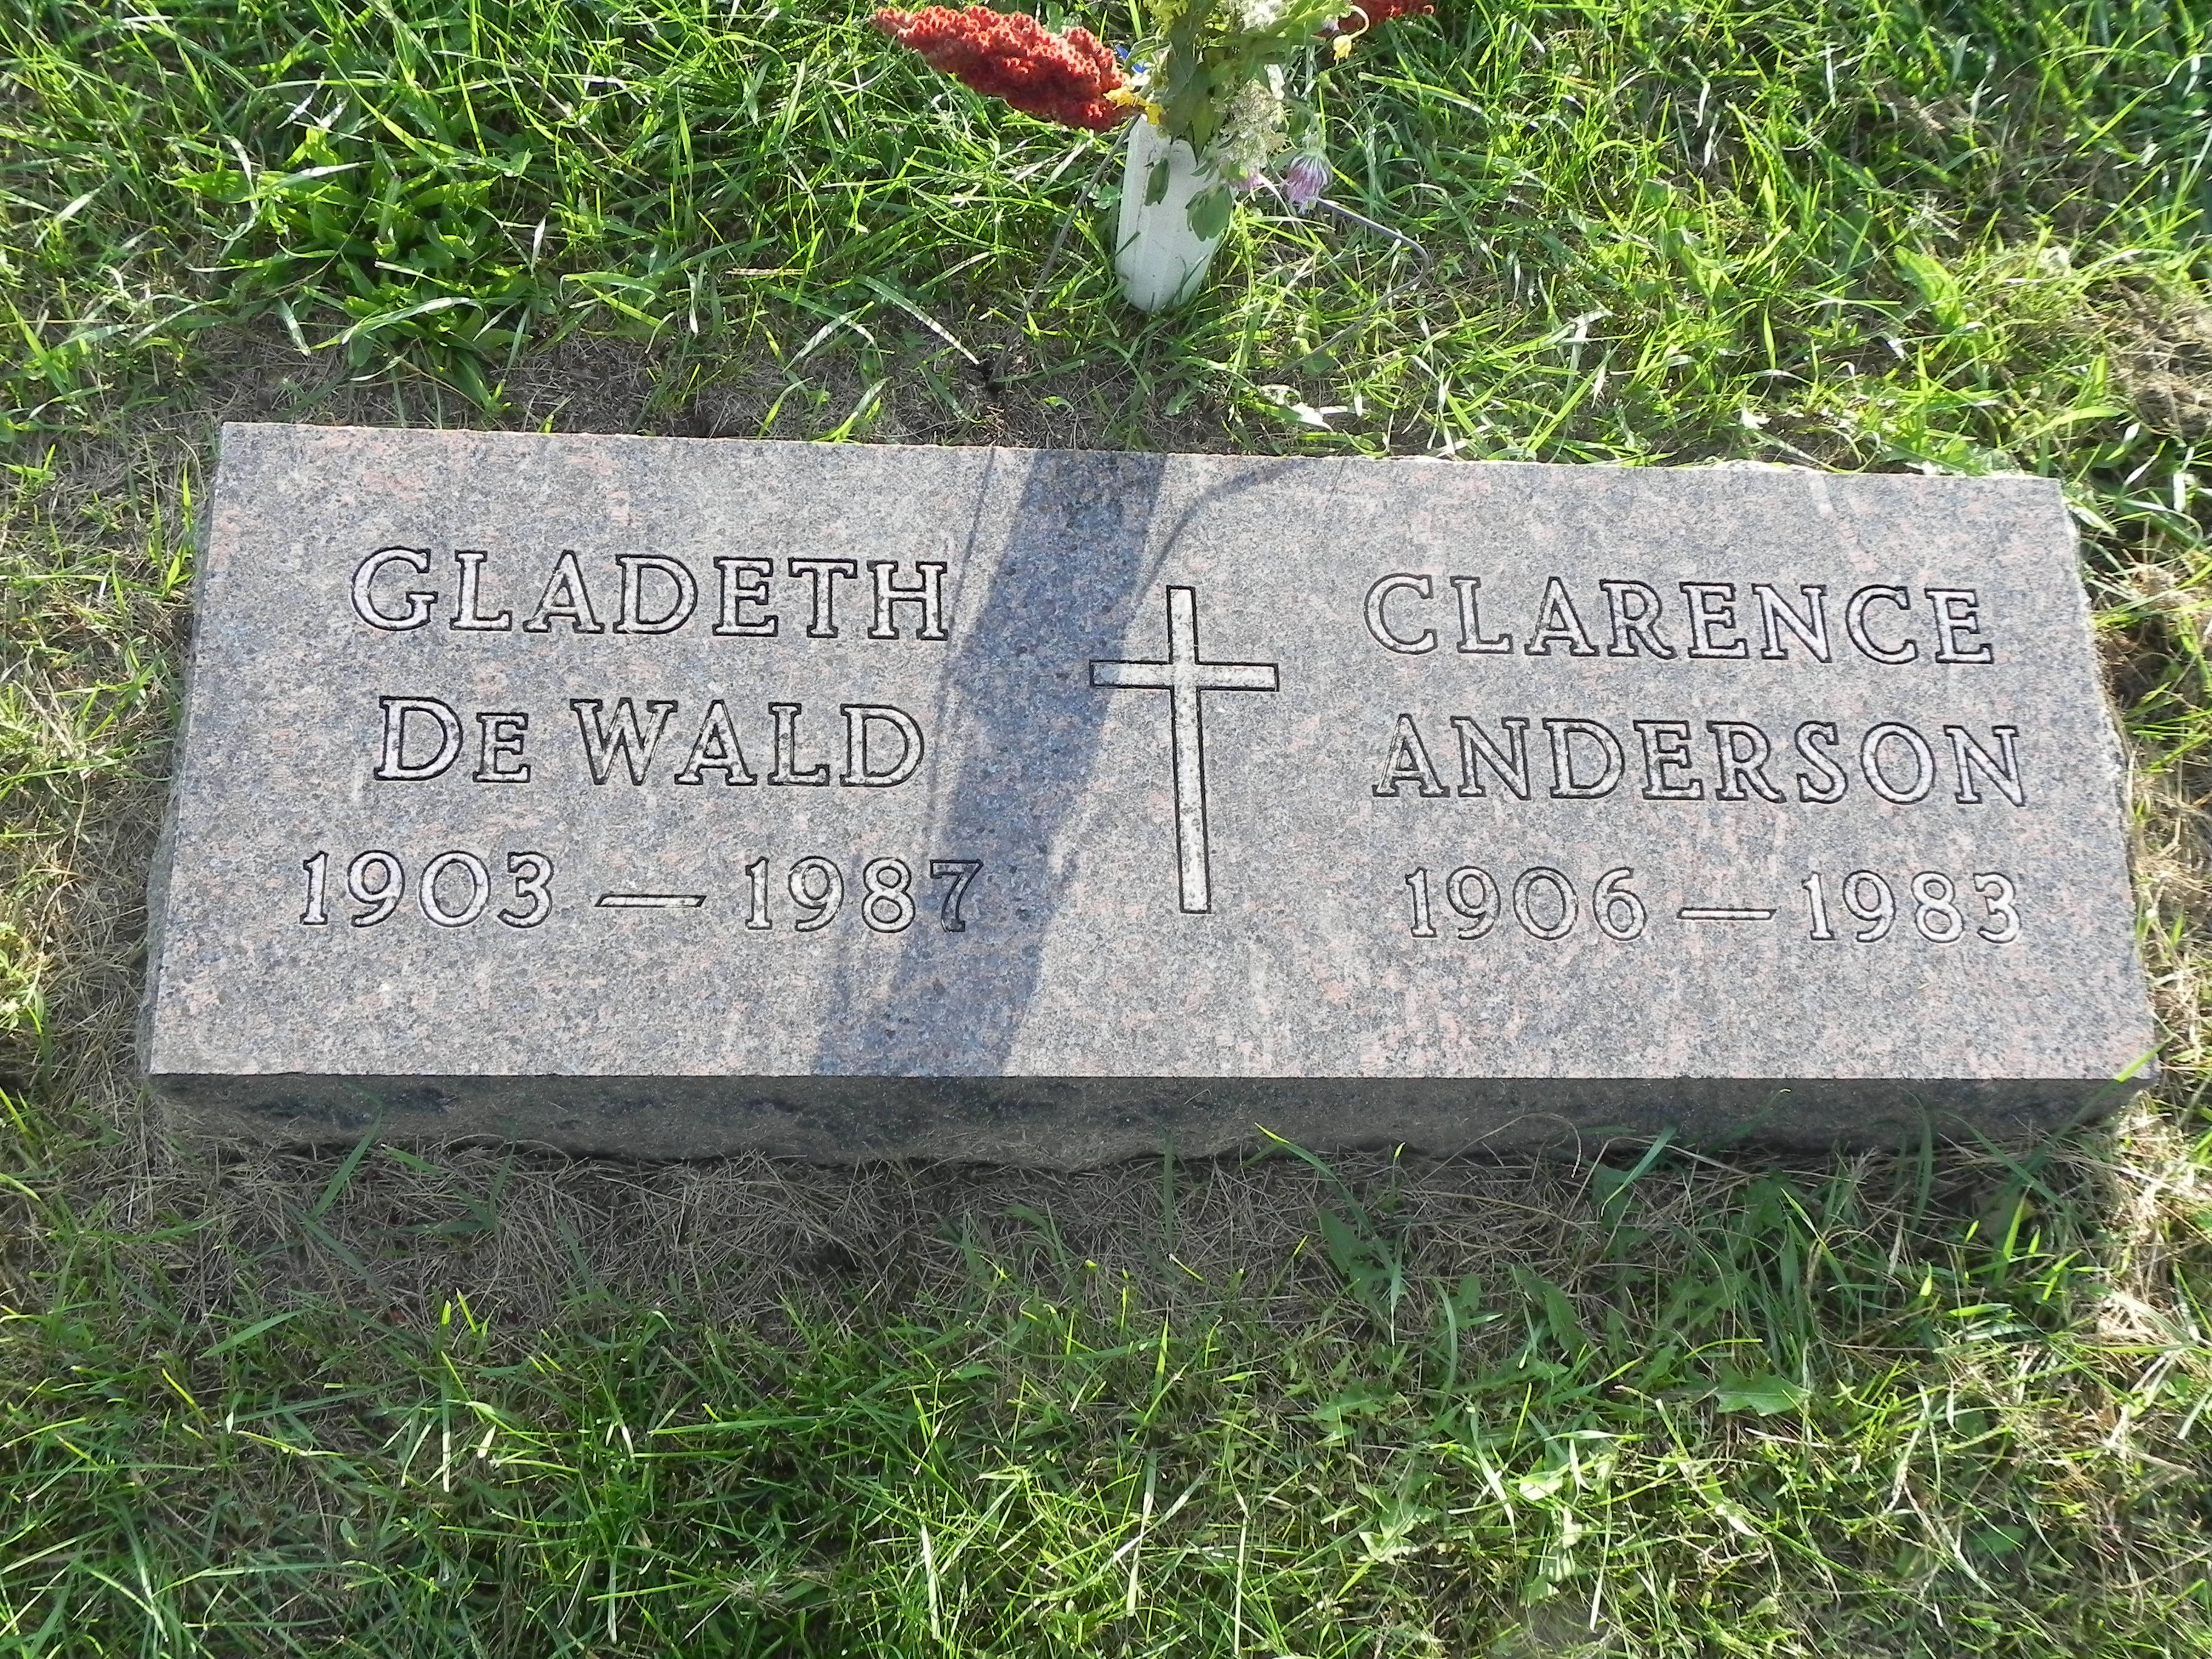 GLADETH
DE WALD
1903 — 1987
CLARENCE
ANDERSON
1906 — 1983